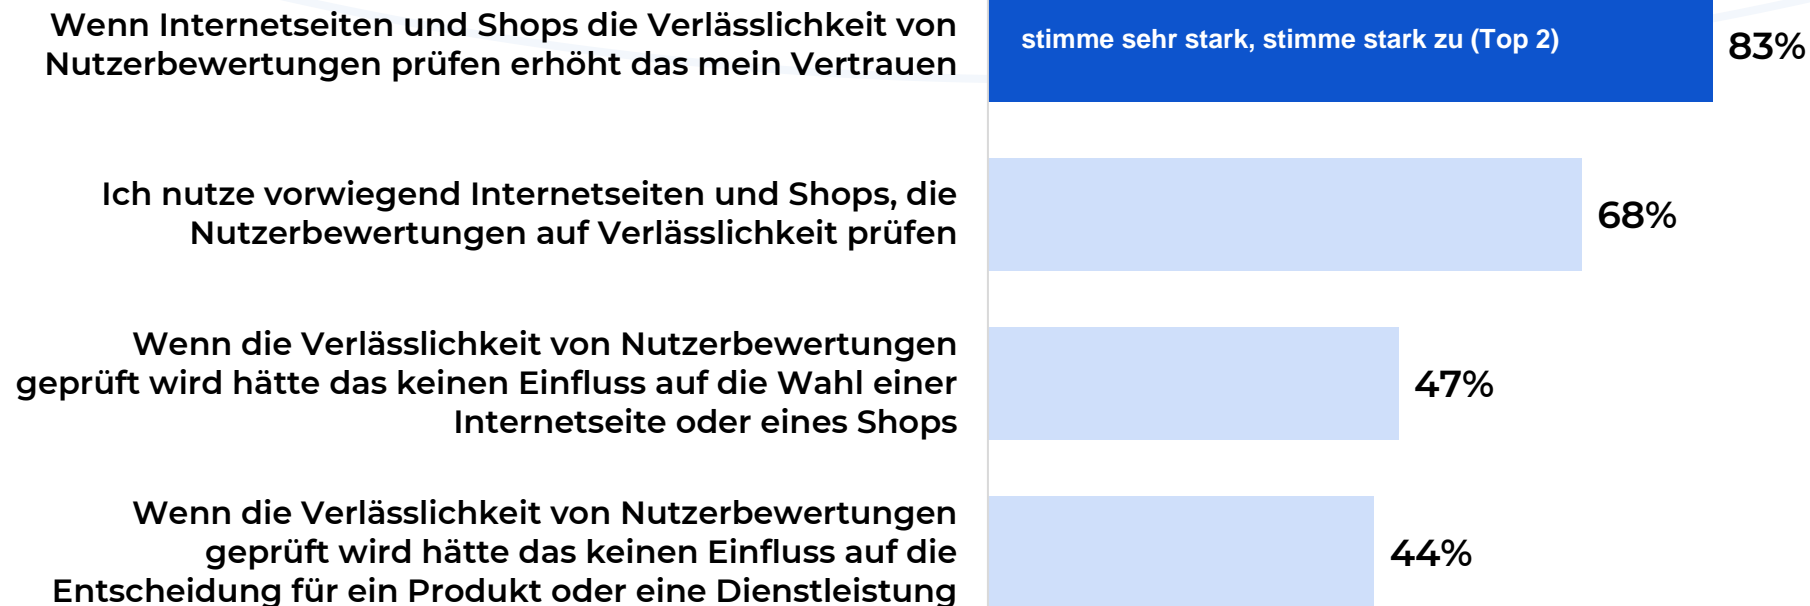 Wenn Internetseiten und Shops die Verlässlichkeit von
Nutzerbewertungen prüfen erhöht das mein Vertrauen
stimme sehr stark, stimme stark zu (Top 2)
83%
Ich nutze vorwiegend Internetseiten und Shops, die
Nutzerbewertungen auf Verlässlichkeit prüfen
68%
Wenn die Verlässlichkeit von Nutzerbewertungen
geprüft wird hätte das keinen Einfluss auf die Wahl einer
Internetseite oder eines Shops
47%
Wenn die Verlässlichkeit von Nutzerbewertungen
geprüft wird hätte das keinen Einfluss auf die
Entscheidung für ein Produkt oder eine Dienstleistung
44%